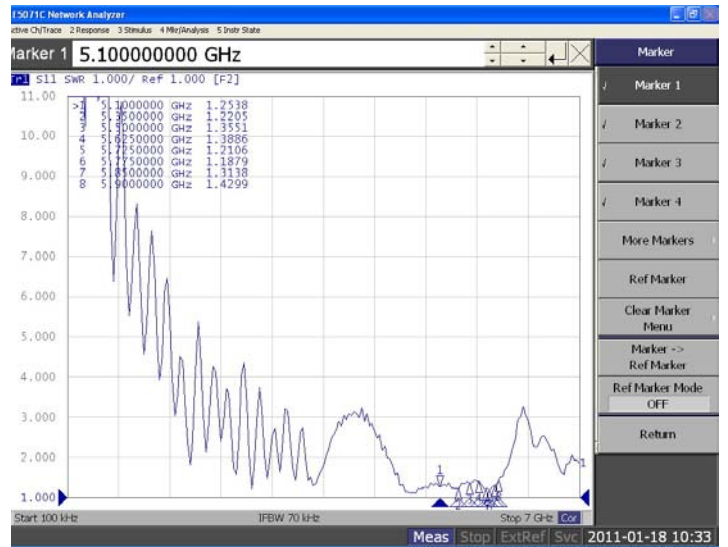 E5071C Network Analyzer
ctive Ch/Trace 2 Response 3 Stimulus 4 Mkr/Analysis 5 Instr State
Marker 1 5.100000000 GHz
Tr1 S11 SWR 1.000/ Ref 1.000 [F2]
11.00
10.00
9.000
8.000
7.000
6.000
5.000
4.000
3.000
2.000
1.000
>1 5.1000000 GHz 1.2538
2 5.3500000 GHz 1.2205
3 5.5000000 GHz 1.3551
4 5.6250000 GHz 1.3886
5 5.7250000 GHz 1.2106
6 5.7750000 GHz 1.1879
7 5.8500000 GHz 1.3138
8 5.9000000 GHz 1.4299
1
1
Start 100 kHz IFBW 70 kHz Stop 7 GHz Cor
Meas Stop ExtRef Svc 2011-01-18 10:33
Marker
Marker 1
Marker 2
Marker 3
Marker 4
More Markers
Ref Marker
Clear Marker
Menu
Marker ->
Ref Marker
Ref Marker Mode
OFF
Return